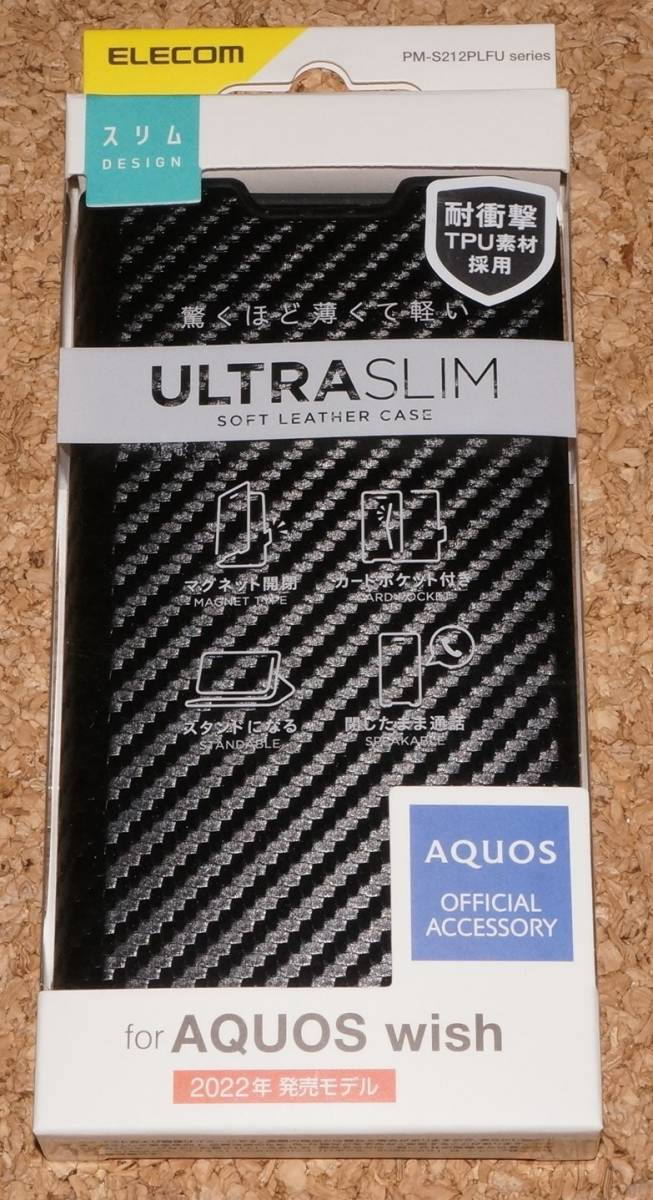 ELECOM
PM-S212PLFU series
スリム
DESIGN
耐衝撃
TPU素材
採用
驚くほど薄くて軽い
ULTRASLIM
SOFT LEATHER CASE
マグネット開閉
MAGNET TYPE
カードポケット付き
CARD POCKET
スタンドになる
STANDABLE
閉じたまま通話
SPEAKABLE
AQUOS
OFFICIAL
ACCESSORY
for AQUOS wish
2022年 発売モデル